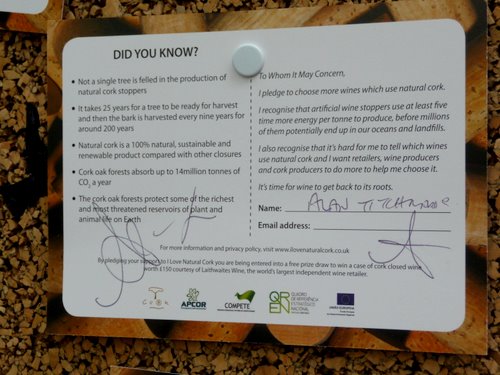 DID YOU KNOW?
• Not a single tree is felled in the production of
natural cork stoppers
• It takes 25 years for a tree to be ready for harvest
and then the bark is harvested every nine years for
around 200 years
• Natural cork is a 100% natural, sustainable and
renewable product compared with other closures
• Cork oak forests absorb up to 14million tonnes of
CO2 a year
• The cork oak forests protect some of the richest
and most threatened reservoirs of plant and
animal life on Earth
To Whom It May Concern,
I pledge to choose more wines which use natural cork.
I recognise that artificial wine stoppers use at least five
time more energy per tonne to produce, before millions
of them potentially end up in our oceans and landfills.
I also recognise that it's hard for me to tell which wines
use natural cork and I want retailers, wine producers
and cork producers to do more to help me choose it.
It's time for wine to get back to its roots.
Name: ALAN TITCHMARSH
Email address:
For more information and privacy policy, visit www.ilovenaturalcork.co.uk
By pledging your support to I Love Natural Cork you are being entered into a free prize draw to win a case of cork closed wine
worth £150 courtesy of Laithwaites Wine, the world's largest independent wine retailer.
APCOR
COMPETE
QREN
QUADRO
DE REFERÊNCIA
ESTRATÉGICO
NACIONAL
UNIÃO EUROPEIA